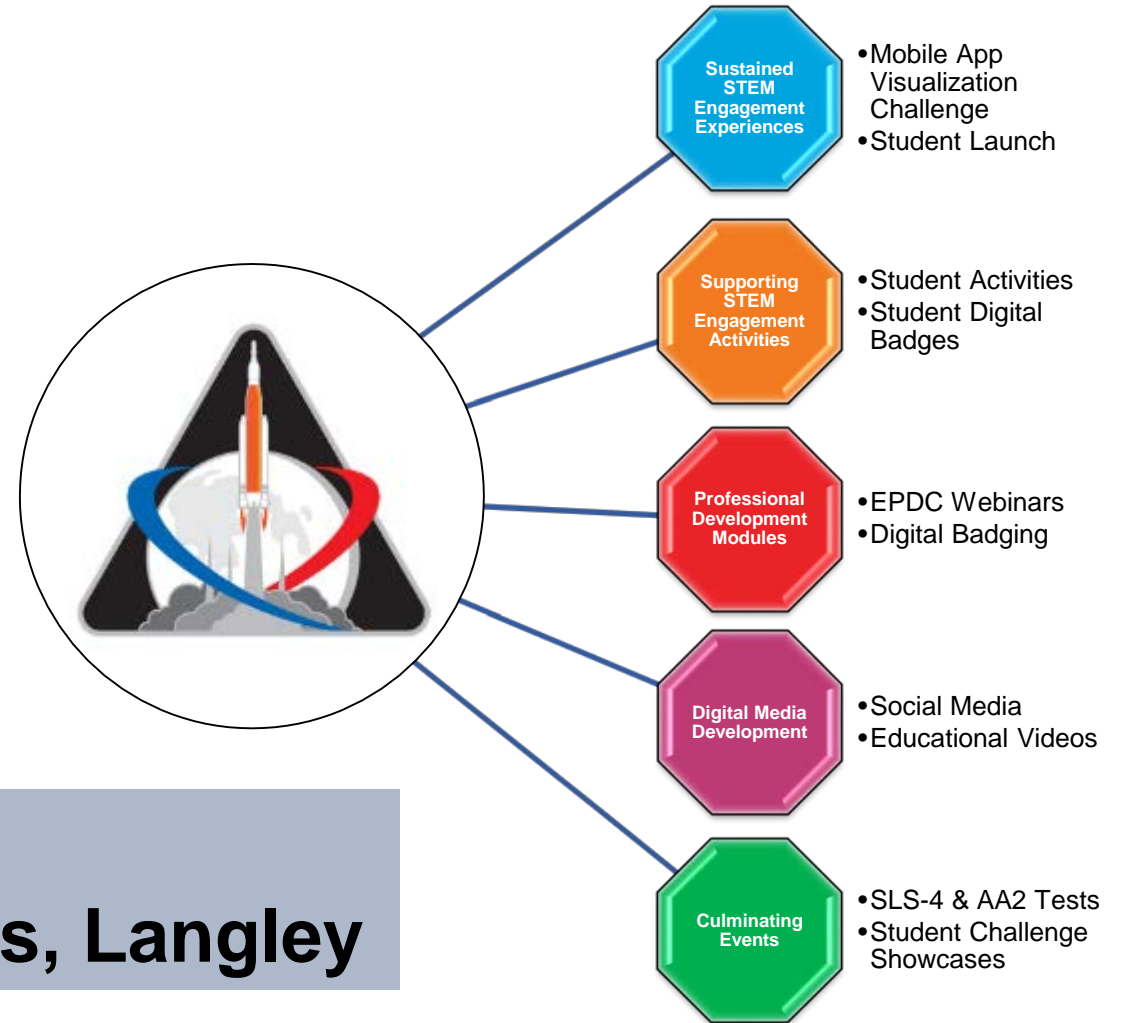 Sustained
STEM
Engagement
Experiences
•Mobile App
Visualization
Challenge
•Student Launch
Supporting
STEM
Engagement
Activities
•Student Activities
•Student Digital
Badges
Professional
Development
Modules
•EPDC Webinars
•Digital Badging
Digital Media
Development
•Social Media
•Educational Videos
Culminating
Events
•SLS-4 & AA2 Tests
•Student Challenge
Showcases
s, Langley